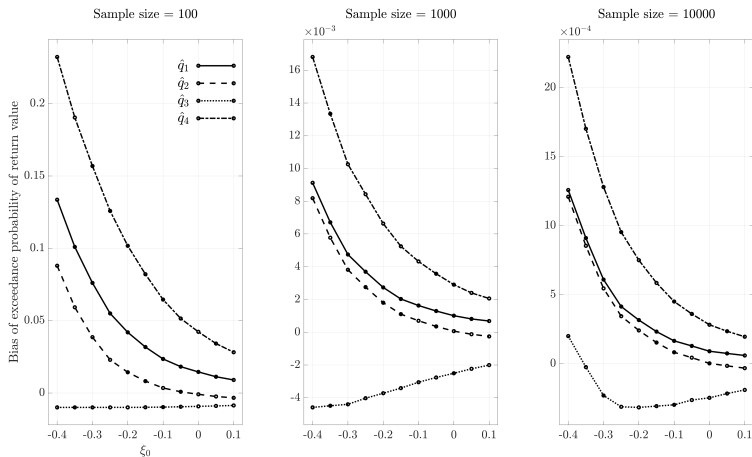 Sample size = 100
Sample size = 1000
Sample size = 10000
×10−3
×10−4
Bias of exceedance probability of return value
q̂1
q̂2
q̂3
q̂4
0.2
0.15
0.1
0.05
0
-0.4 -0.3 -0.2 -0.1 0 0.1
ξ0
16
14
12
10
8
6
4
2
0
-2
-4
-0.4 -0.3 -0.2 -0.1 0 0.1
20
15
10
5
0
-0.4 -0.3 -0.2 -0.1 0 0.1